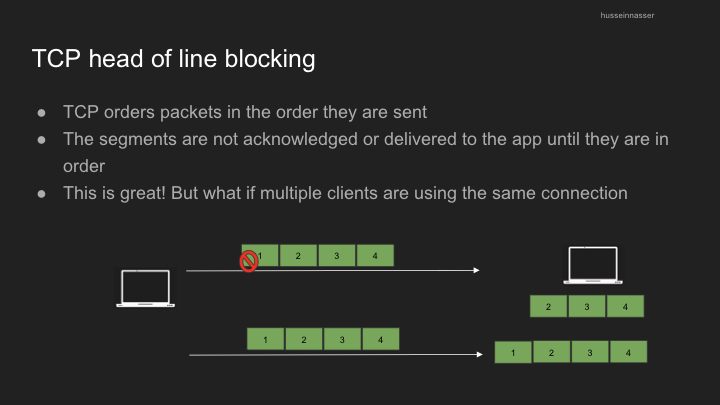 husseinnasser
TCP head of line blocking
● TCP orders packets in the order they are sent
● The segments are not acknowledged or delivered to the app until they are in
order
● This is great! But what if multiple clients are using the same connection
1 2 3 4
2 3 4
1 2 3 4
1 2 3 4